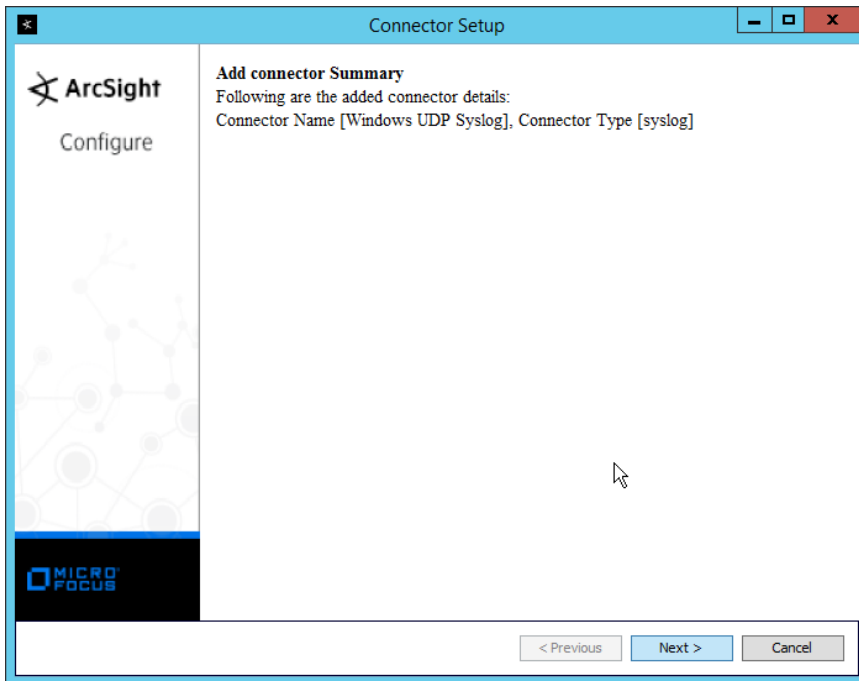 Connector Setup
ArcSight
Configure
Add connector Summary
Following are the added connector details:
Connector Name [Windows UDP Syslog], Connector Type [syslog]
MICRO
FOCUS
< Previous
Next >
Cancel